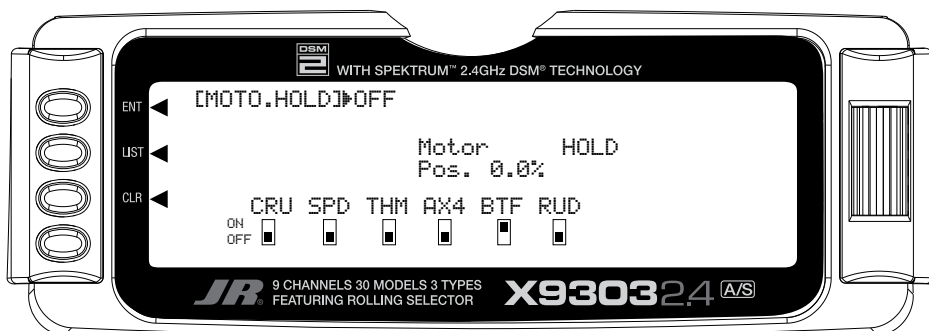 DSM
2
WITH SPEKTRUM™ 2.4GHz DSM® TECHNOLOGY
ENT
LIST
CLR
[MOTO.HOLD]▶OFF
Motor HOLD
Pos. 0.0%
CRU SPD THM AX4 BTF RUD
ON
OFF
JR®
9 CHANNELS 30 MODELS 3 TYPES
FEATURING ROLLING SELECTOR
X9303 2.4 A/S